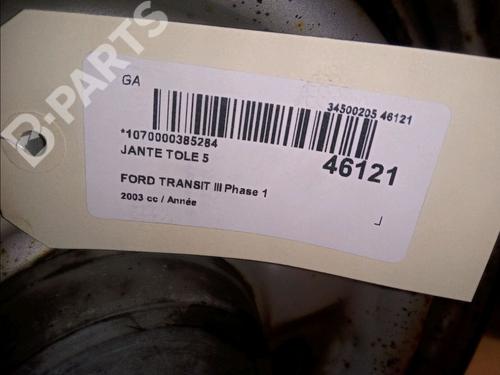 D-PARTS
GA
34500205 46121
*1070000385284
JANTE TOLE 5
46121
FORD TRANSIT III Phase 1
2003 cc / Année